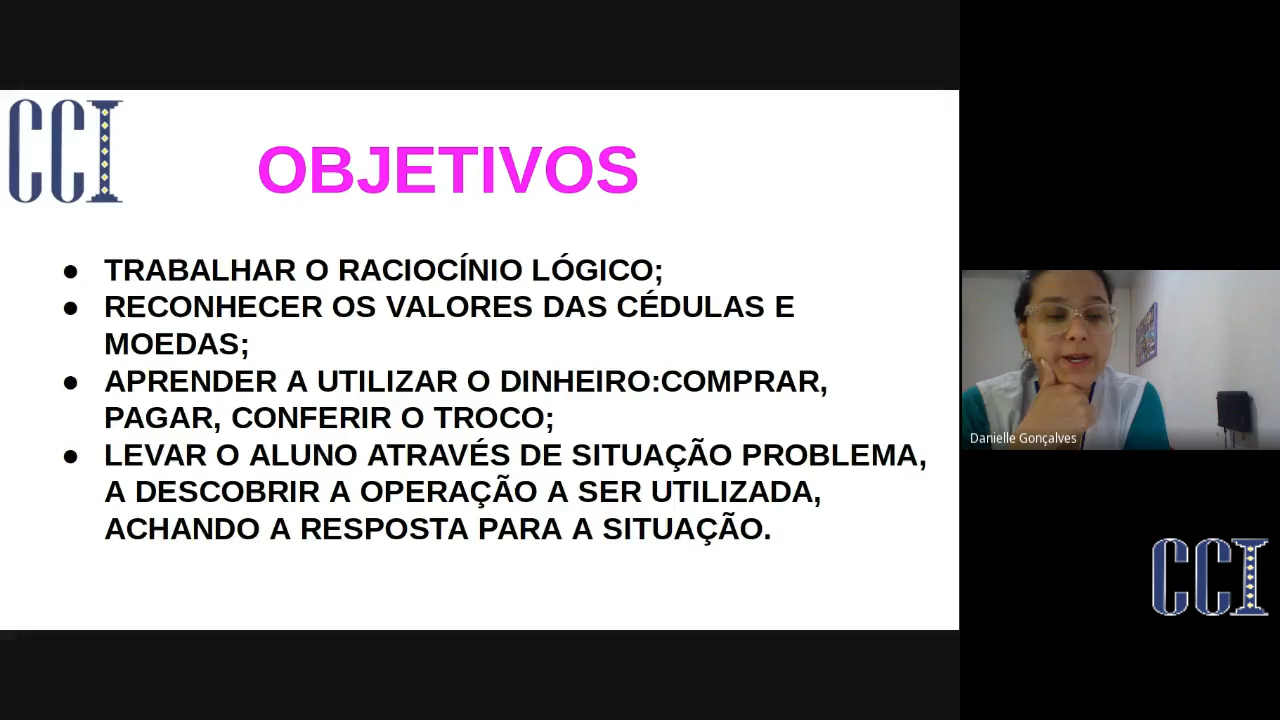 CCI
OBJETIVOS
● TRABALHAR O RACIOCÍNIO LÓGICO;
● RECONHECER OS VALORES DAS CÉDULAS E
MOEDAS;
● APRENDER A UTILIZAR O DINHEIRO:COMPRAR,
PAGAR, CONFERIR O TROCO;
● LEVAR O ALUNO ATRAVÉS DE SITUAÇÃO PROBLEMA,
A DESCOBRIR A OPERAÇÃO A SER UTILIZADA,
ACHANDO A RESPOSTA PARA A SITUAÇÃO.
Danielle Gonçalves
CCI